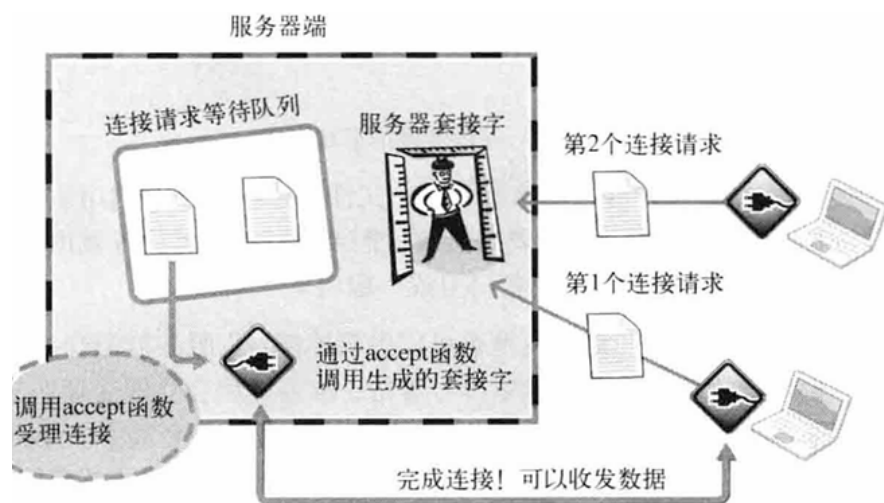 服务器端
连接请求等待队列
服务器套接字
第2个连接请求
第1个连接请求
通过accept函数
调用生成的套接字
调用accept函数
受理连接
完成连接！可以收发数据